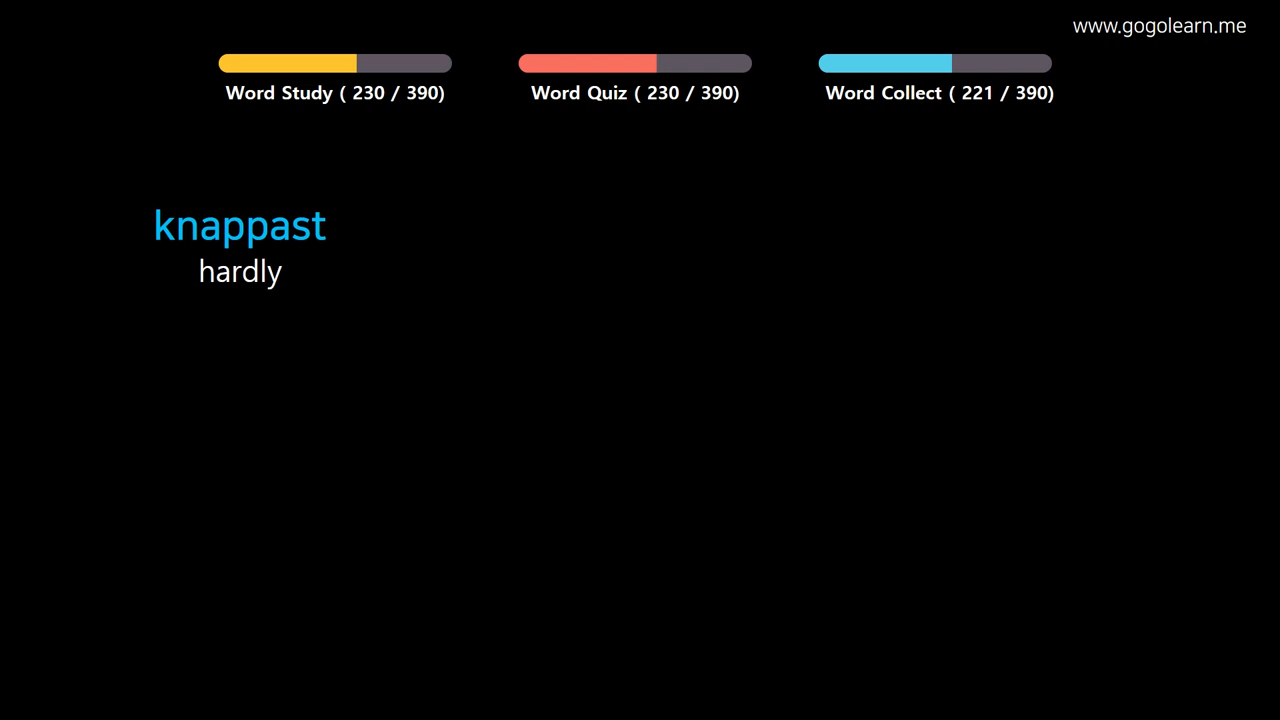 www.gogolearn.me
Word Study ( 230 / 390)
Word Quiz ( 230 / 390)
Word Collect ( 221 / 390)
knappast
hardly